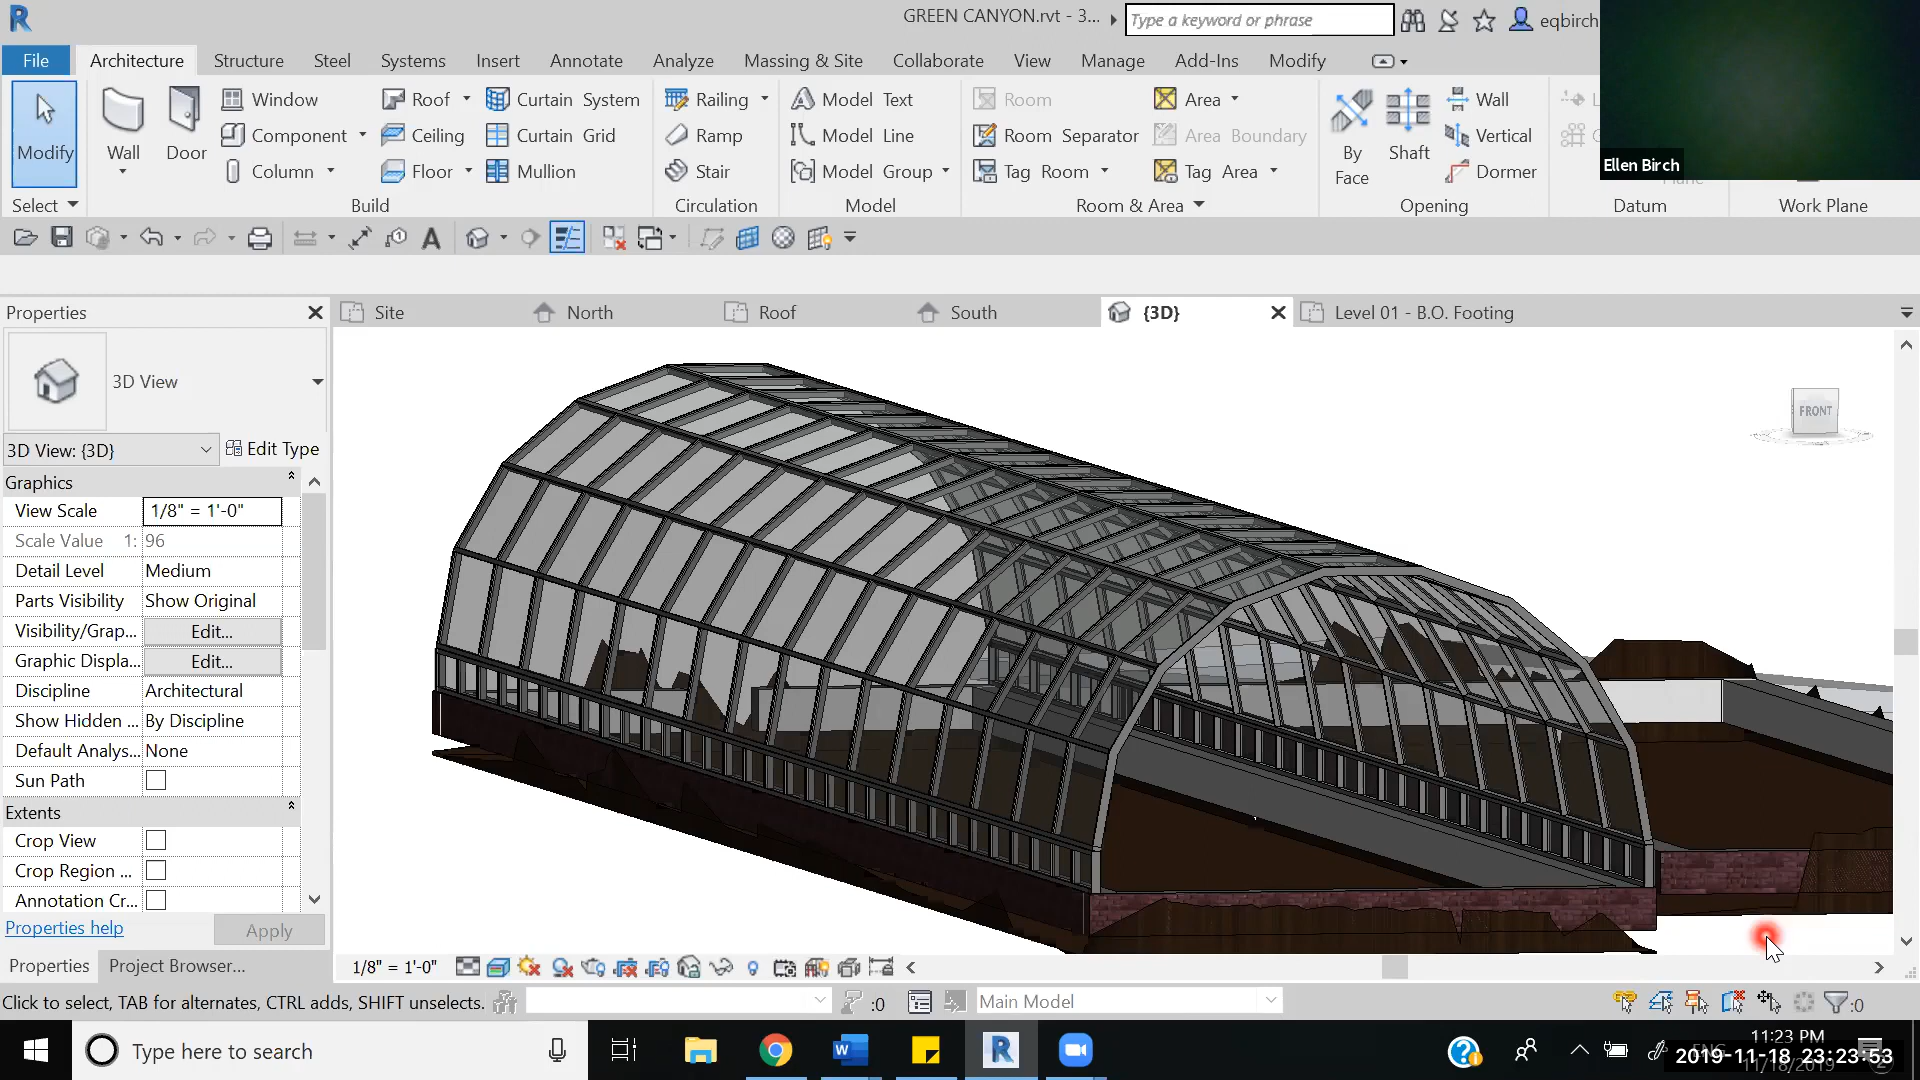 GREEN CANYON.rvt - 3...
Type a keyword or phrase
eqbirch
File Architecture Structure Steel Systems Insert Annotate Analyze Massing & Site Collaborate View Manage Add-Ins Modify
Modify
Wall
Door
Window
Component
Column
Roof
Ceiling
Floor
Curtain System
Curtain Grid
Mullion
Railing
Ramp
Stair
Model Text
Model Line
Model Group
Room
Room Separator
Tag Room
Area
Area Boundary
Tag Area
By
Face
Shaft
Wall
Vertical
Dormer
Ellen Birch
Select
Build
Circulation
Model
Room & Area
Opening
Datum
Work Plane
Properties
Site
North
Roof
South
{3D}
Level 01 - B.O. Footing
3D View
3D View: {3D}
Edit Type
Graphics
View Scale 1/8" = 1'-0"
Scale Value 1: 96
Detail Level Medium
Parts Visibility Show Original
Visibility/Grap... Edit...
Graphic Displa... Edit...
Discipline Architectural
Show Hidden ... By Discipline
Default Analys... None
Sun Path
Extents
Crop View
Crop Region ...
Annotation Cr...
Properties help
Apply
FRONT
Properties
Project Browser...
1/8" = 1'-0"
Click to select, TAB for alternates, CTRL adds, SHIFT unselects.
:0
Main Model
:0
Type here to search
11:23 PM
2019-11-18 23:23:53
11/18/2019